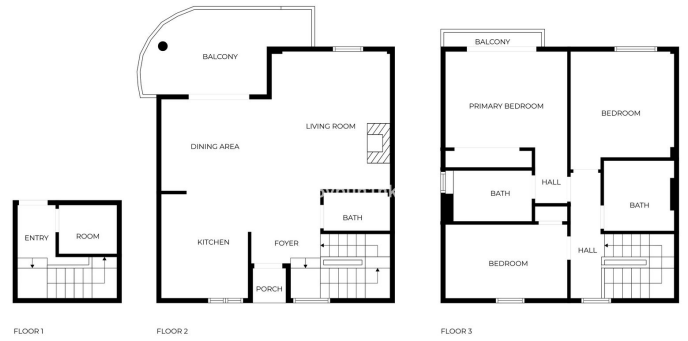 BALCONY
LIVING ROOM
DINING AREA
BATH
KITCHEN
FOYER
PORCH
ENTRY
ROOM
BALCONY
PRIMARY BEDROOM
BEDROOM
HALL
BATH
BATH
HALL
BEDROOM
FLOOR 1
FLOOR 2
FLOOR 3